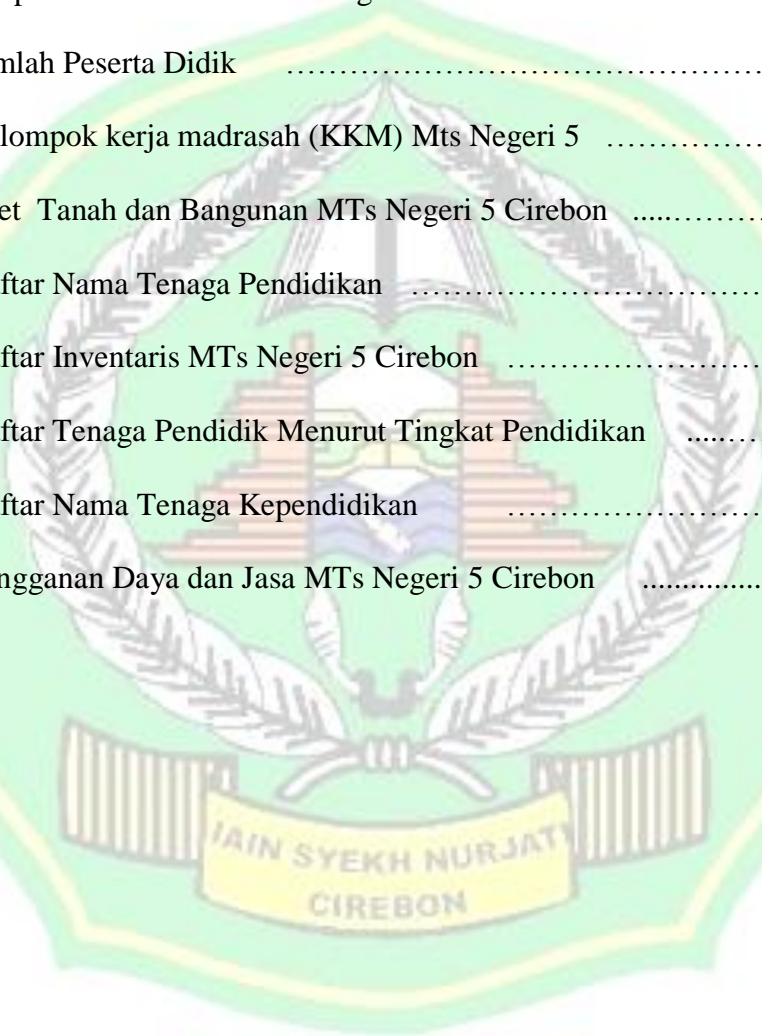 mlah Peserta Didik ……………………………………….
lompok kerja madrasah (KKM) Mts Negeri 5 …………….
et Tanah dan Bangunan MTs Negeri 5 Cirebon .....……….
ftar Nama Tenaga Pendidikan ……………………………
ftar Inventaris MTs Negeri 5 Cirebon ……………………
ftar Tenaga Pendidik Menurut Tingkat Pendidikan .....…
ftar Nama Tenaga Kependidikan ……………………
ngganan Daya dan Jasa MTs Negeri 5 Cirebon ................
IAIN SYEKH NURJATI
CIREBON